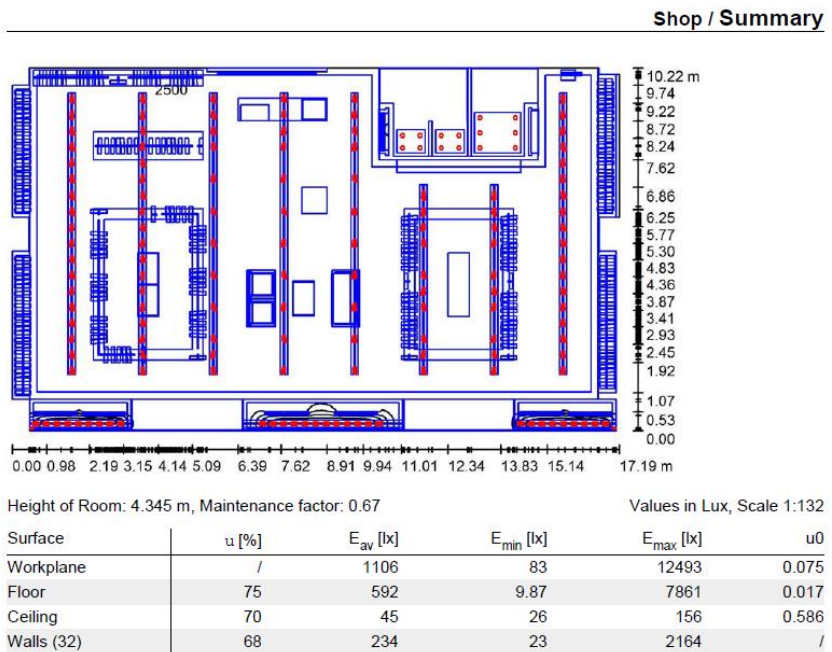 Shop / Summary
2500
10.22 m
9.74
9.22
8.72
8.24
7.62
6.86
6.25
5.77
5.30
4.83
4.36
3.87
3.41
2.93
2.45
1.92
1.07
0.53
0.00
0.00 0.98 2.19 3.15 4.14 5.09 6.39 7.62 8.91 9.94 11.01 12.34 13.83 15.14 17.19 m
Height of Room: 4.345 m, Maintenance factor: 0.67 Values in Lux, Scale 1:132
Surface u [%] Eav [lx] Emin [lx] Emax [lx] u0
Workplane / 1106 83 12493 0.075
Floor 75 592 9.87 7861 0.017
Ceiling 70 45 26 156 0.586
Walls (32) 68 234 23 2164 /